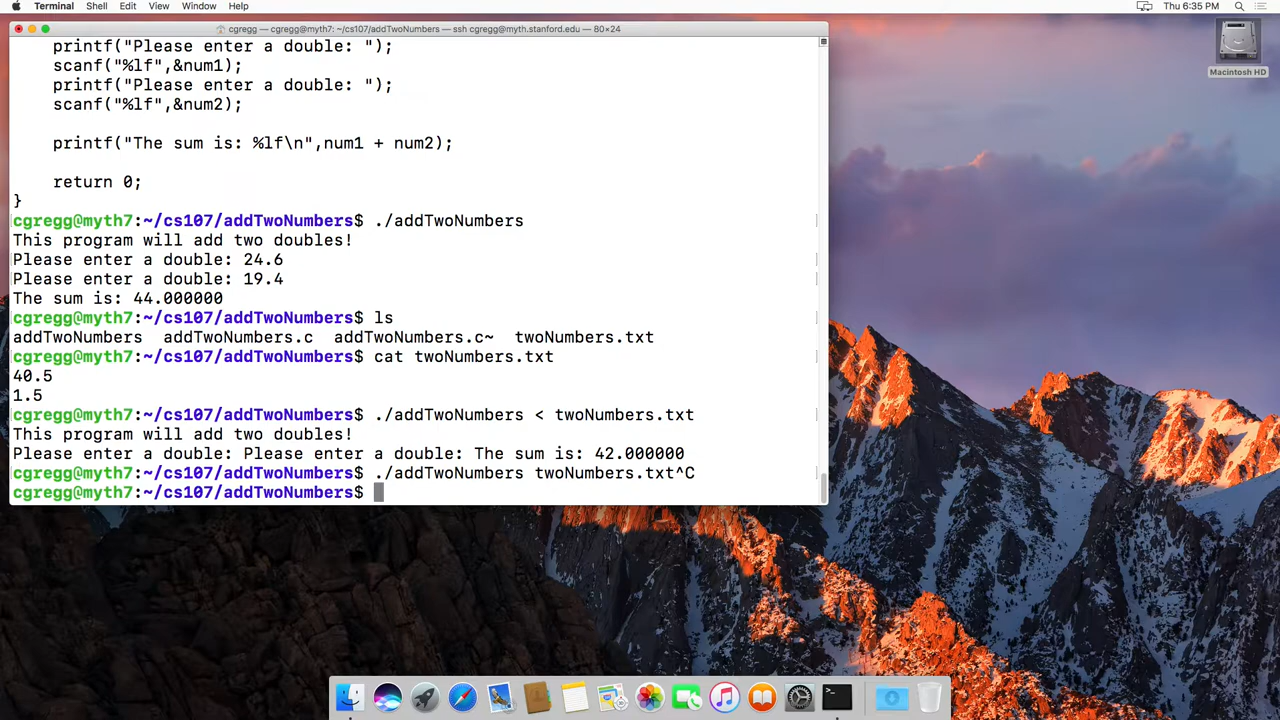 Terminal Shell Edit View Window Help Thu 6:35 PM
cgregg — cgregg@myth7: ~/cs107/addTwoNumbers — ssh cgregg@myth.stanford.edu — 80×24
Macintosh HD
printf("Please enter a double: ");
scanf("%lf",&num1);
printf("Please enter a double: ");
scanf("%lf",&num2);
printf("The sum is: %lf\n",num1 + num2);
return 0;
}
cgregg@myth7:~/cs107/addTwoNumbers$ ./addTwoNumbers
This program will add two doubles!
Please enter a double: 24.6
Please enter a double: 19.4
The sum is: 44.000000
cgregg@myth7:~/cs107/addTwoNumbers$ ls
addTwoNumbers addTwoNumbers.c addTwoNumbers.c~ twoNumbers.txt
cgregg@myth7:~/cs107/addTwoNumbers$ cat twoNumbers.txt
40.5
1.5
cgregg@myth7:~/cs107/addTwoNumbers$ ./addTwoNumbers < twoNumbers.txt
This program will add two doubles!
Please enter a double: Please enter a double: The sum is: 42.000000
cgregg@myth7:~/cs107/addTwoNumbers$ ./addTwoNumbers twoNumbers.txt^C
cgregg@myth7:~/cs107/addTwoNumbers$